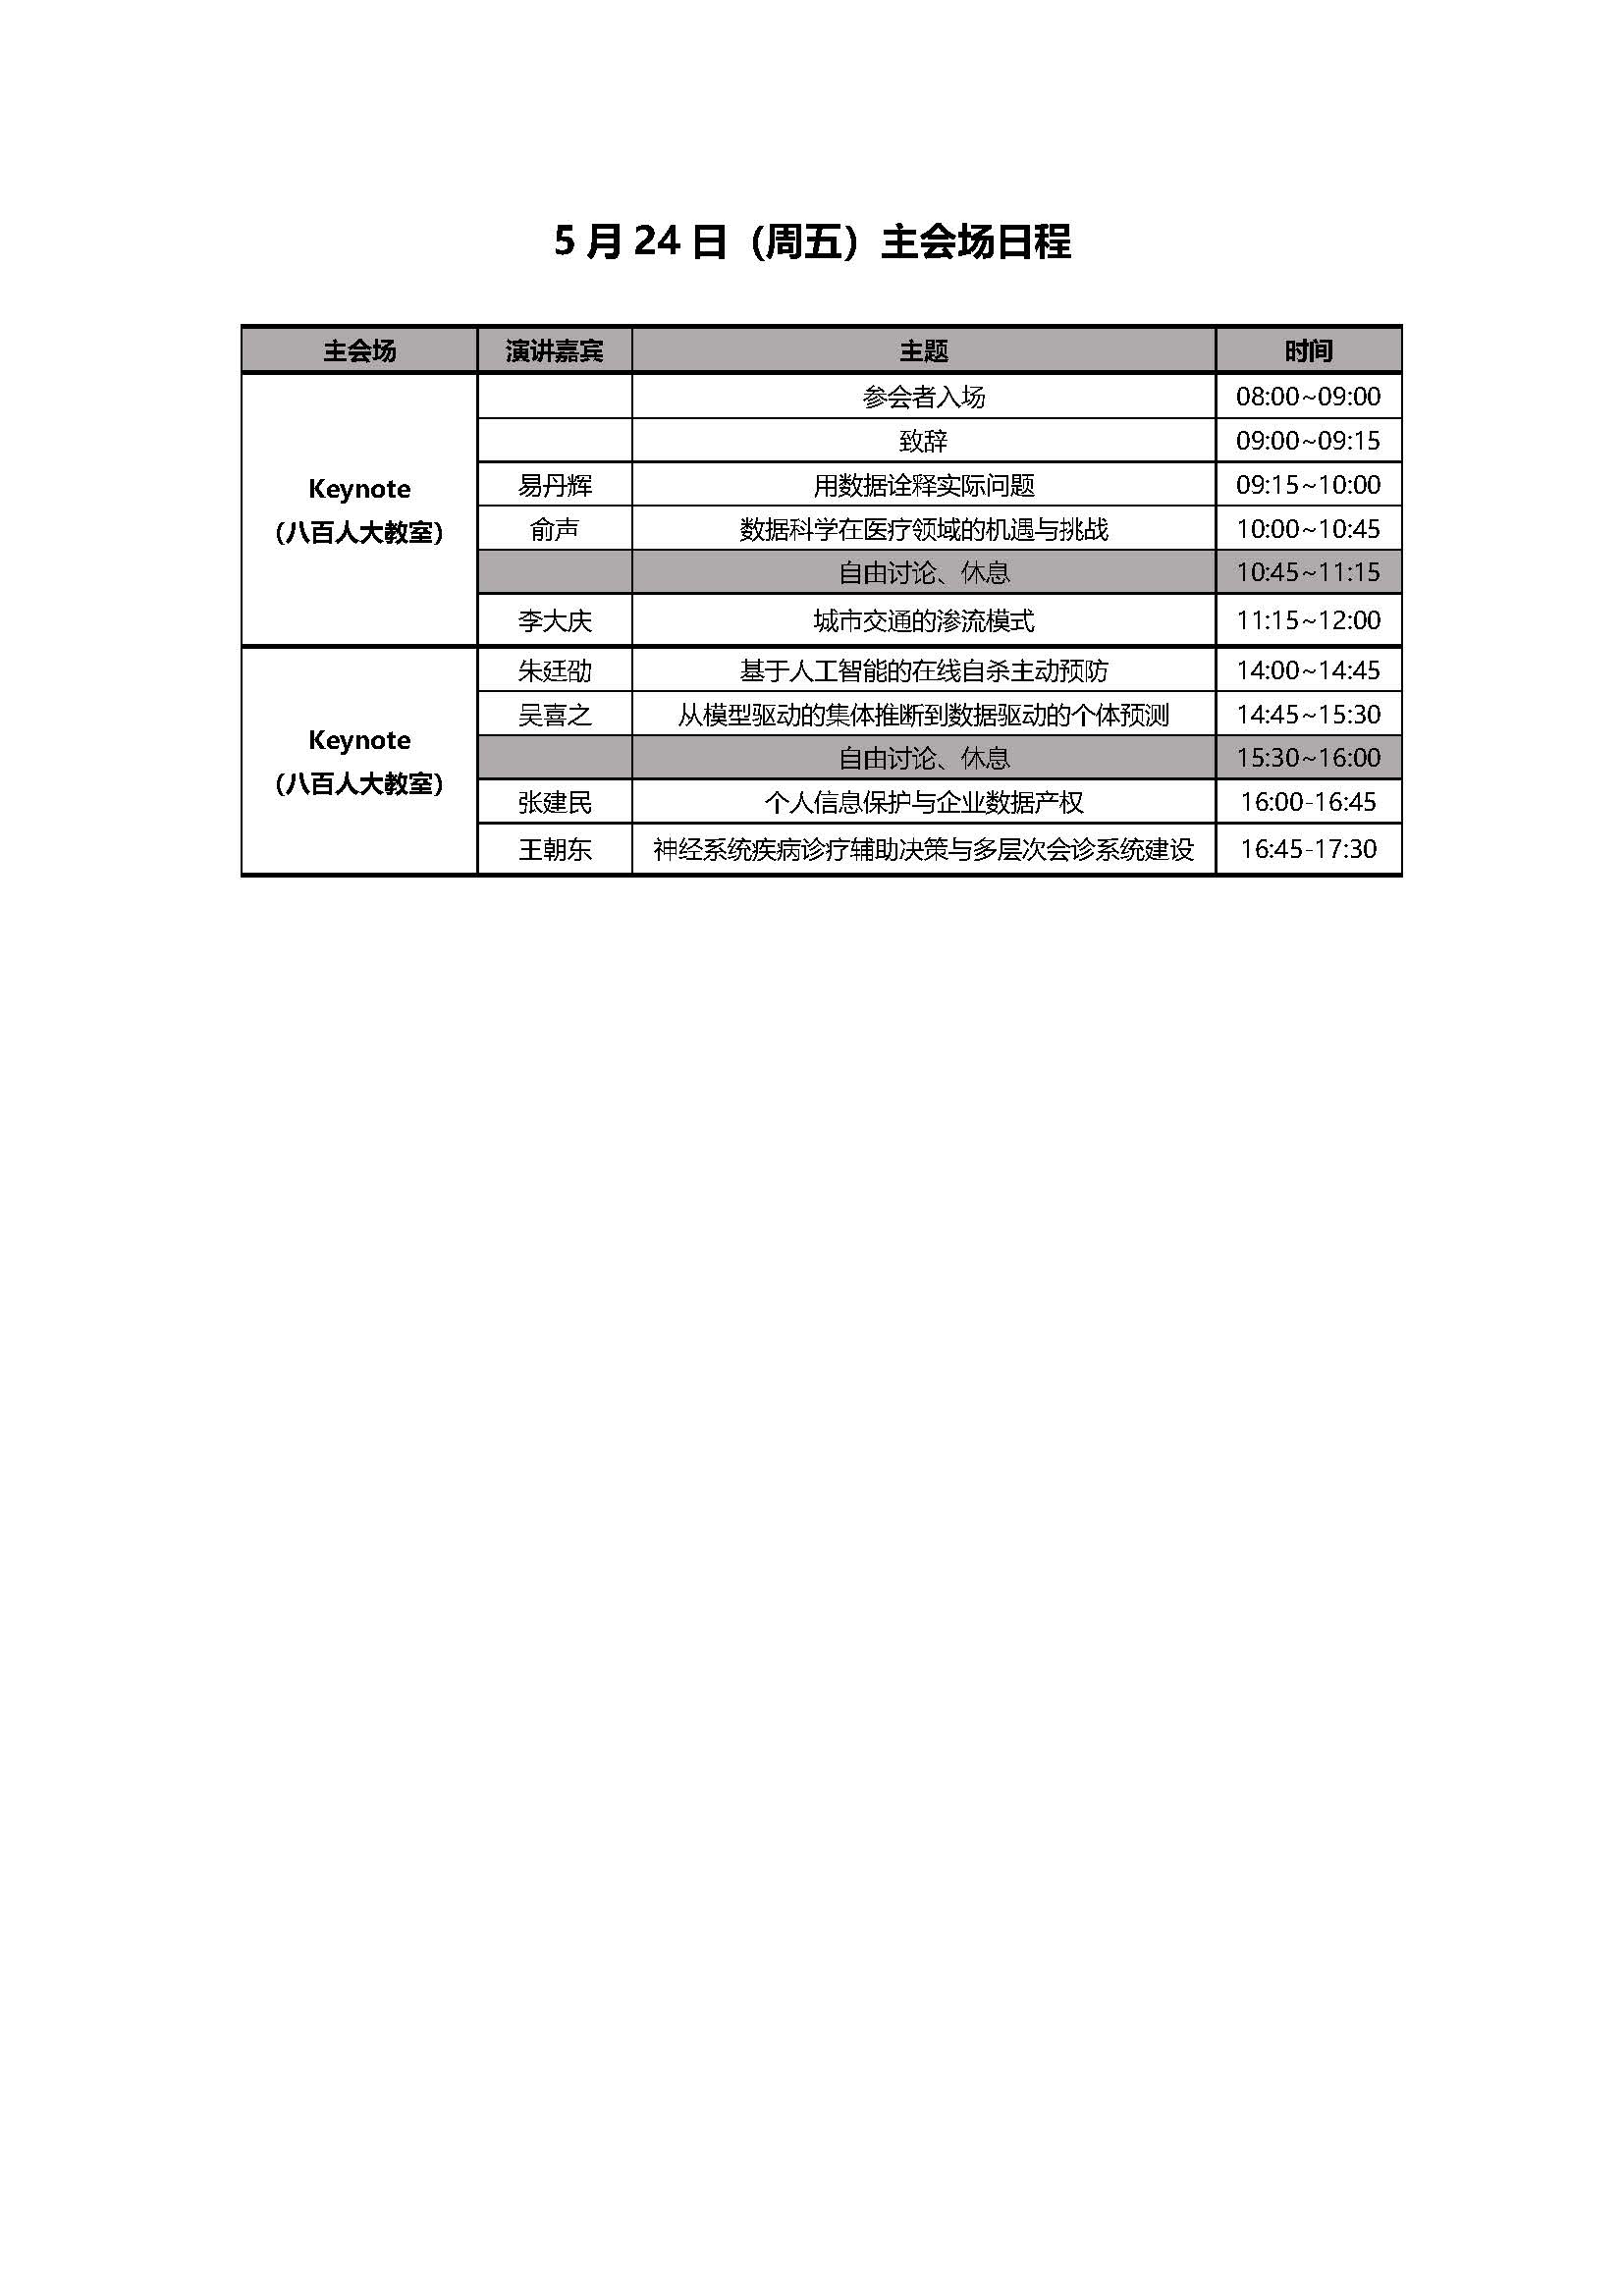 5 月 24 日（周五）主会场日程
主会场 演讲嘉宾 主题 时间
Keynote
（八百人大教室）
参会者入场 08:00~09:00
致辞 09:00~09:15
易丹辉 用数据诠释实际问题 09:15~10:00
俞声 数据科学在医疗领域的机遇与挑战 10:00~10:45
自由讨论、休息 10:45~11:15
李大庆 城市交通的渗流模式 11:15~12:00
Keynote
（八百人大教室）
朱廷劭 基于人工智能的在线自杀主动预防 14:00~14:45
吴喜之 从模型驱动的集体推断到数据驱动的个体预测 14:45~15:30
自由讨论、休息 15:30~16:00
张建民 个人信息保护与企业数据产权 16:00-16:45
王朝东 神经系统疾病诊疗辅助决策与多层次会诊系统建设 16:45-17:30